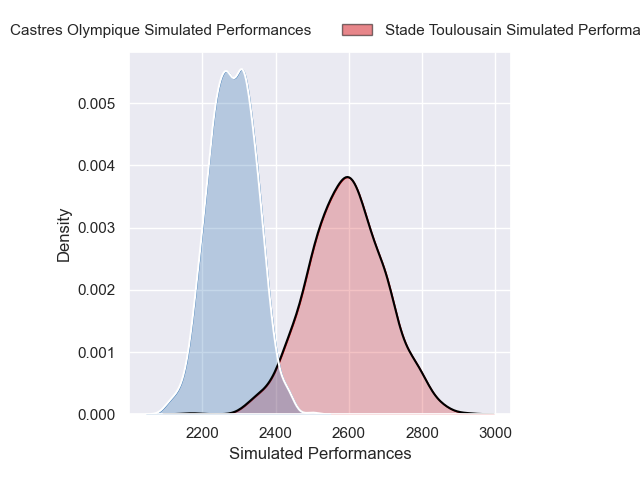 Castres Olympique Simulated Performances
Stade Toulousain Simulated Performa
0.005
0.004
0.003
0.002
0.001
0.000
Density
2200
2400
2600
2800
3000
Simulated Performances